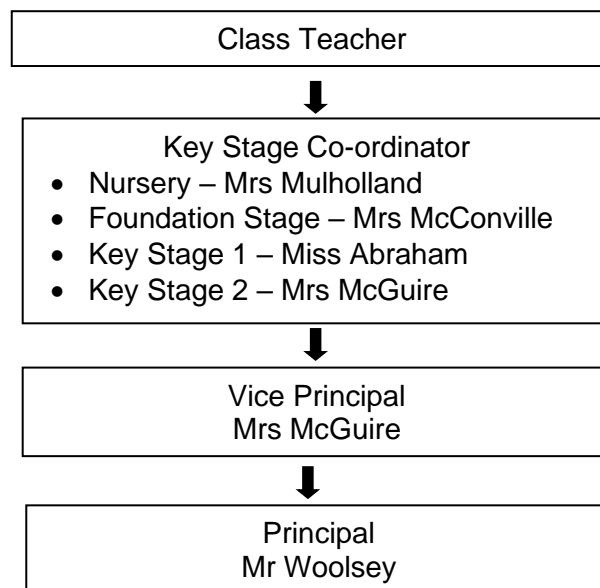 Class Teacher
Key Stage Co-ordinator
• Nursery – Mrs Mulholland
• Foundation Stage – Mrs McConville
• Key Stage 1 – Miss Abraham
• Key Stage 2 – Mrs McGuire
Vice Principal
Mrs McGuire
Principal
Mr Woolsey